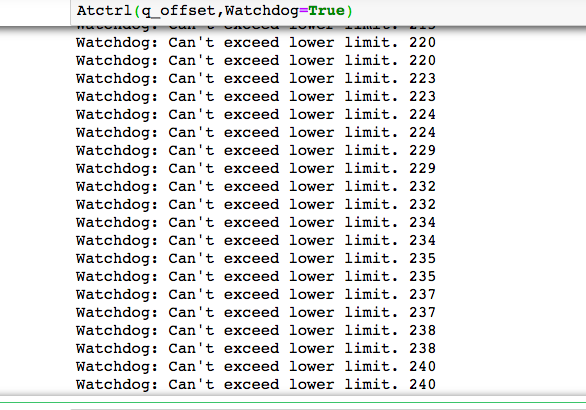 Atctrl(q_offset,Watchdog=True)
Watchdog: Can't exceed lower limit. 220
Watchdog: Can't exceed lower limit. 220
Watchdog: Can't exceed lower limit. 223
Watchdog: Can't exceed lower limit. 223
Watchdog: Can't exceed lower limit. 224
Watchdog: Can't exceed lower limit. 224
Watchdog: Can't exceed lower limit. 229
Watchdog: Can't exceed lower limit. 229
Watchdog: Can't exceed lower limit. 232
Watchdog: Can't exceed lower limit. 232
Watchdog: Can't exceed lower limit. 234
Watchdog: Can't exceed lower limit. 234
Watchdog: Can't exceed lower limit. 235
Watchdog: Can't exceed lower limit. 235
Watchdog: Can't exceed lower limit. 237
Watchdog: Can't exceed lower limit. 237
Watchdog: Can't exceed lower limit. 238
Watchdog: Can't exceed lower limit. 238
Watchdog: Can't exceed lower limit. 240
Watchdog: Can't exceed lower limit. 240